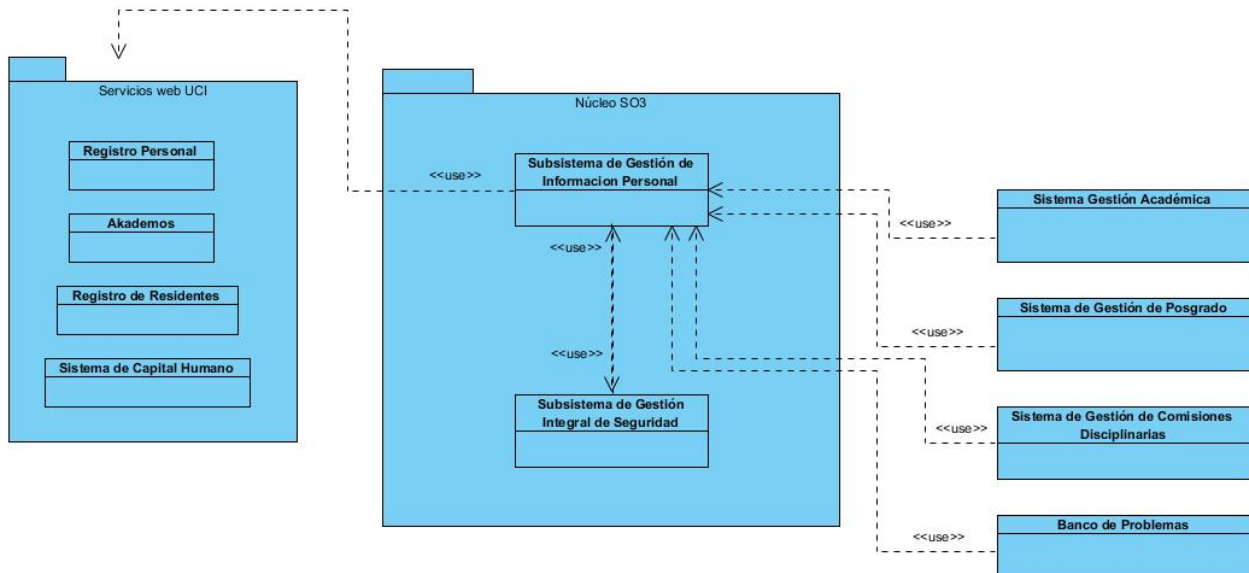 Servicios web UCI
Registro Personal
Akademos
Registro de Residentes
Sistema de Capital Humano
<<use>>
Núcleo SO3
Subsistema de Gestión de
Informacion Personal
<<use>>
<<use>>
Subsistema de Gestión
Integral de Seguridad
Sistema Gestión Académica
<<use>>
Sistema de Gestión de Posgrado
<<use>>
Sistema de Gestión de Comisiones
Disciplinarias
<<use>>
Banco de Problemas
<<use>>